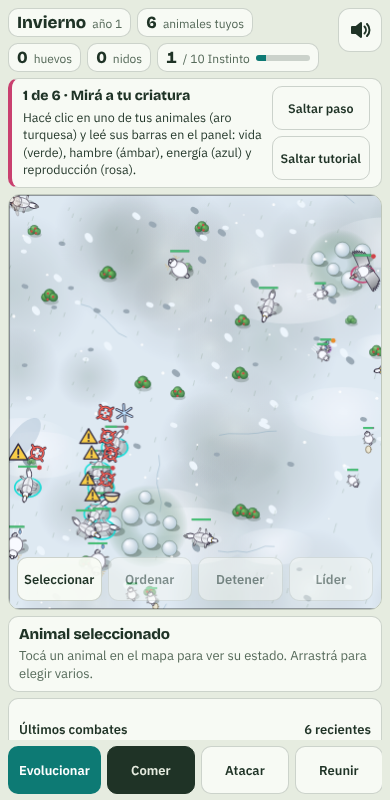 Invierno año 1
6 animales tuyos
0 huevos
0 nidos
1 / 10 Instinto
1 de 6 · Mirá a tu criatura
Hacé clic en uno de tus animales (aro
turquesa) y leé sus barras en el panel: vida
(verde), hambre (ámbar), energía (azul) y
reproducción (rosa).
Saltar paso
Saltar tutorial
Seleccionar
Ordenar
Detener
Líder
Animal seleccionado
Tocá un animal en el mapa para ver su estado. Arrastrá para
elegir varios.
Últimos combates
6 recientes
Evolucionar
Comer
Atacar
Reunir